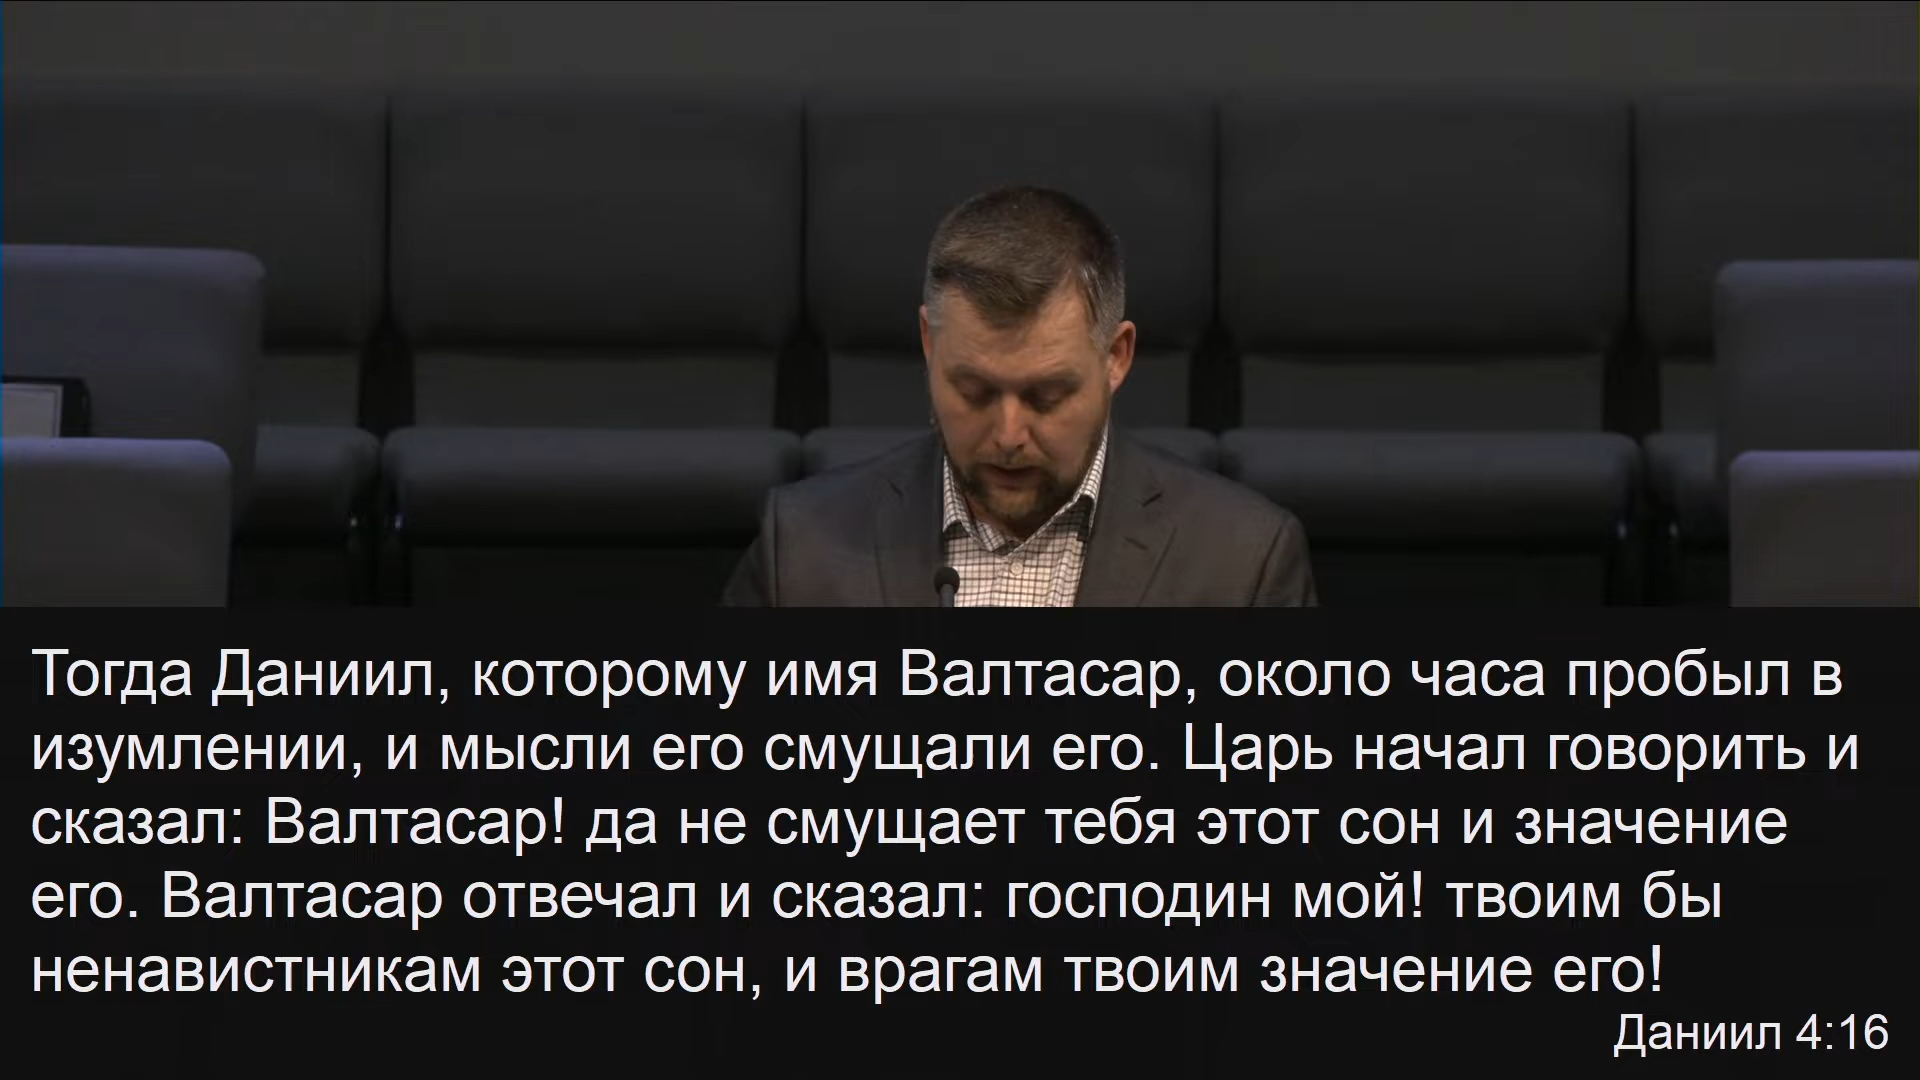 Тогда Даниил, которому имя Валтасар, около часа пробыл в
изумлении, и мысли его смущали его. Царь начал говорить и
сказал: Валтасар! да не смущает тебя этот сон и значение
его. Валтасар отвечал и сказал: господин мой! твоим бы
ненавистникам этот сон, и врагам твоим значение его!
Даниил 4:16